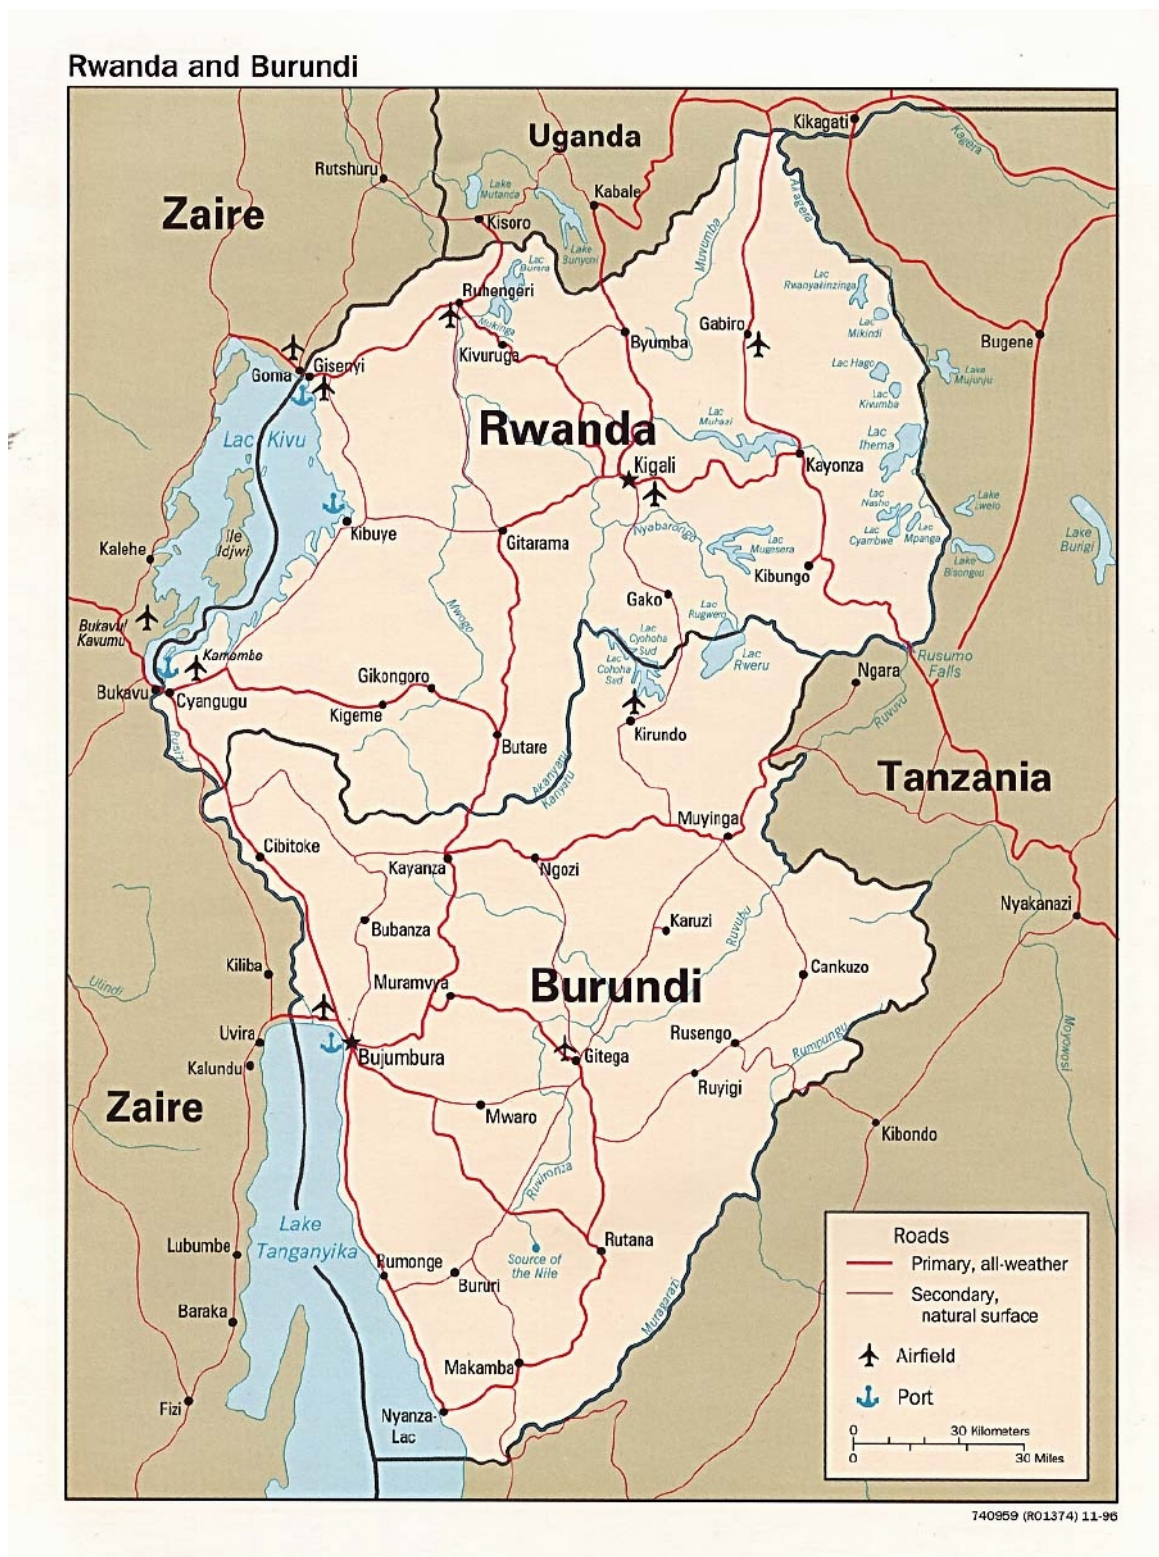 Rwanda and Burundi
Uganda
Kikagati
Kagera
Rutshuru
Lake
Mutanda
Kabale
Zaire
Kisoro
Akagera
Muvumba
Lake
Bunyoni
Lac
Burera
Lac
Rwanyakinzinga
Ruhengeri
Mukinga
Gabiro
Lac
Mikindi
Byumba
Bugene
Kivuruga
Goma
Gisenyi
Lac Hago
Lake
Mujunju
Lac
Kivumba
Lac Kivu
Rwanda
Lac
Muhazi
Lac
Ihema
Kigali
Kayonza
Lac
Nasho
Lake
Lwelo
Kibuye
Gitarama
Nyabarongo
Lac
Mugesera
Lac
Cyambwe
Lac
Mpanga
Lake
Burigi
Kalehe
Ile
Idjwi
Kibungo
Lake
Bisongou
Mwogo
Gako
Lac
Rugwero
Bukavu/
Kavumu
Lac
Cyohoha
Sud
Kamembe
Lac
Cohoha
Sud
Lac
Rweru
Rusumo
Falls
Bukavu
Cyangugu
Gikongoro
Ngara
Kigeme
Ruvuvu
Kirundo
Rusizi
Butare
Akanyaru
Kanyaru
Tanzania
Muyinga
Cibitoke
Kayanza
Ngozi
Nyakanazi
Bubanza
Karuzi
Ruvubu
Kiliba
Muramvya
Cankuzo
Burundi
Ulindi
Uvira
Rusengo
Rumpungu
Moyowosi
Bujumbura
Gitega
Kalundu
Ruyigi
Zaire
Mwaro
Kibondo
Ruvironza
Lake
Tanganyika
Lubumbe
Rumonge
Source of
the Nile
Rutana
Bururi
Baraka
Muragarazi
Makamba
Fizi
Nyanza-
Lac
Roads
Primary, all-weather
Secondary,
natural surface
Airfield
Port
0 30 Kilometers
0 30 Miles
740959 (R01374) 11-96